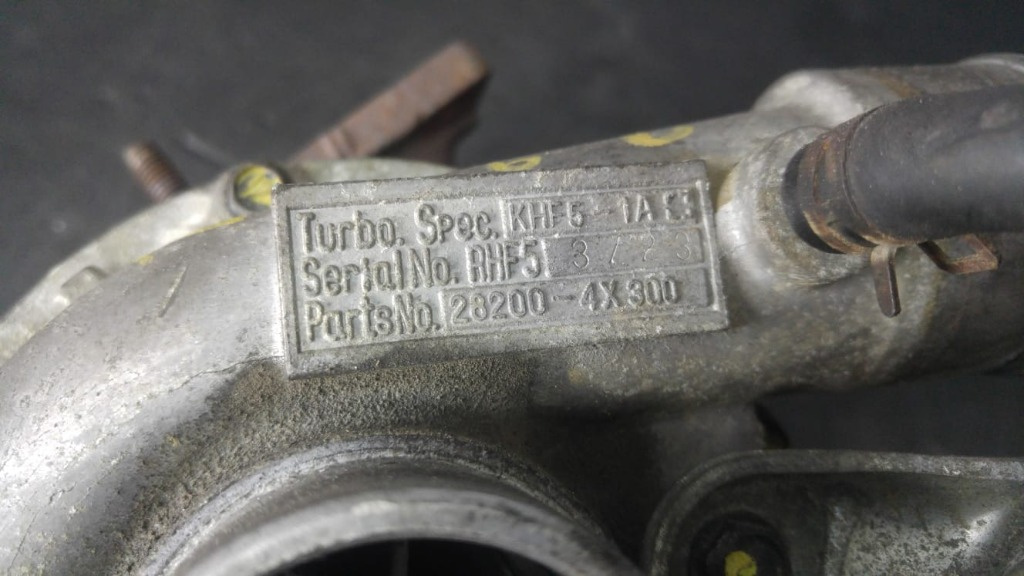 Turbo. Spec. KHF5 - 1A
Serial No. RHF5
Parts No. 28200 - 4X300